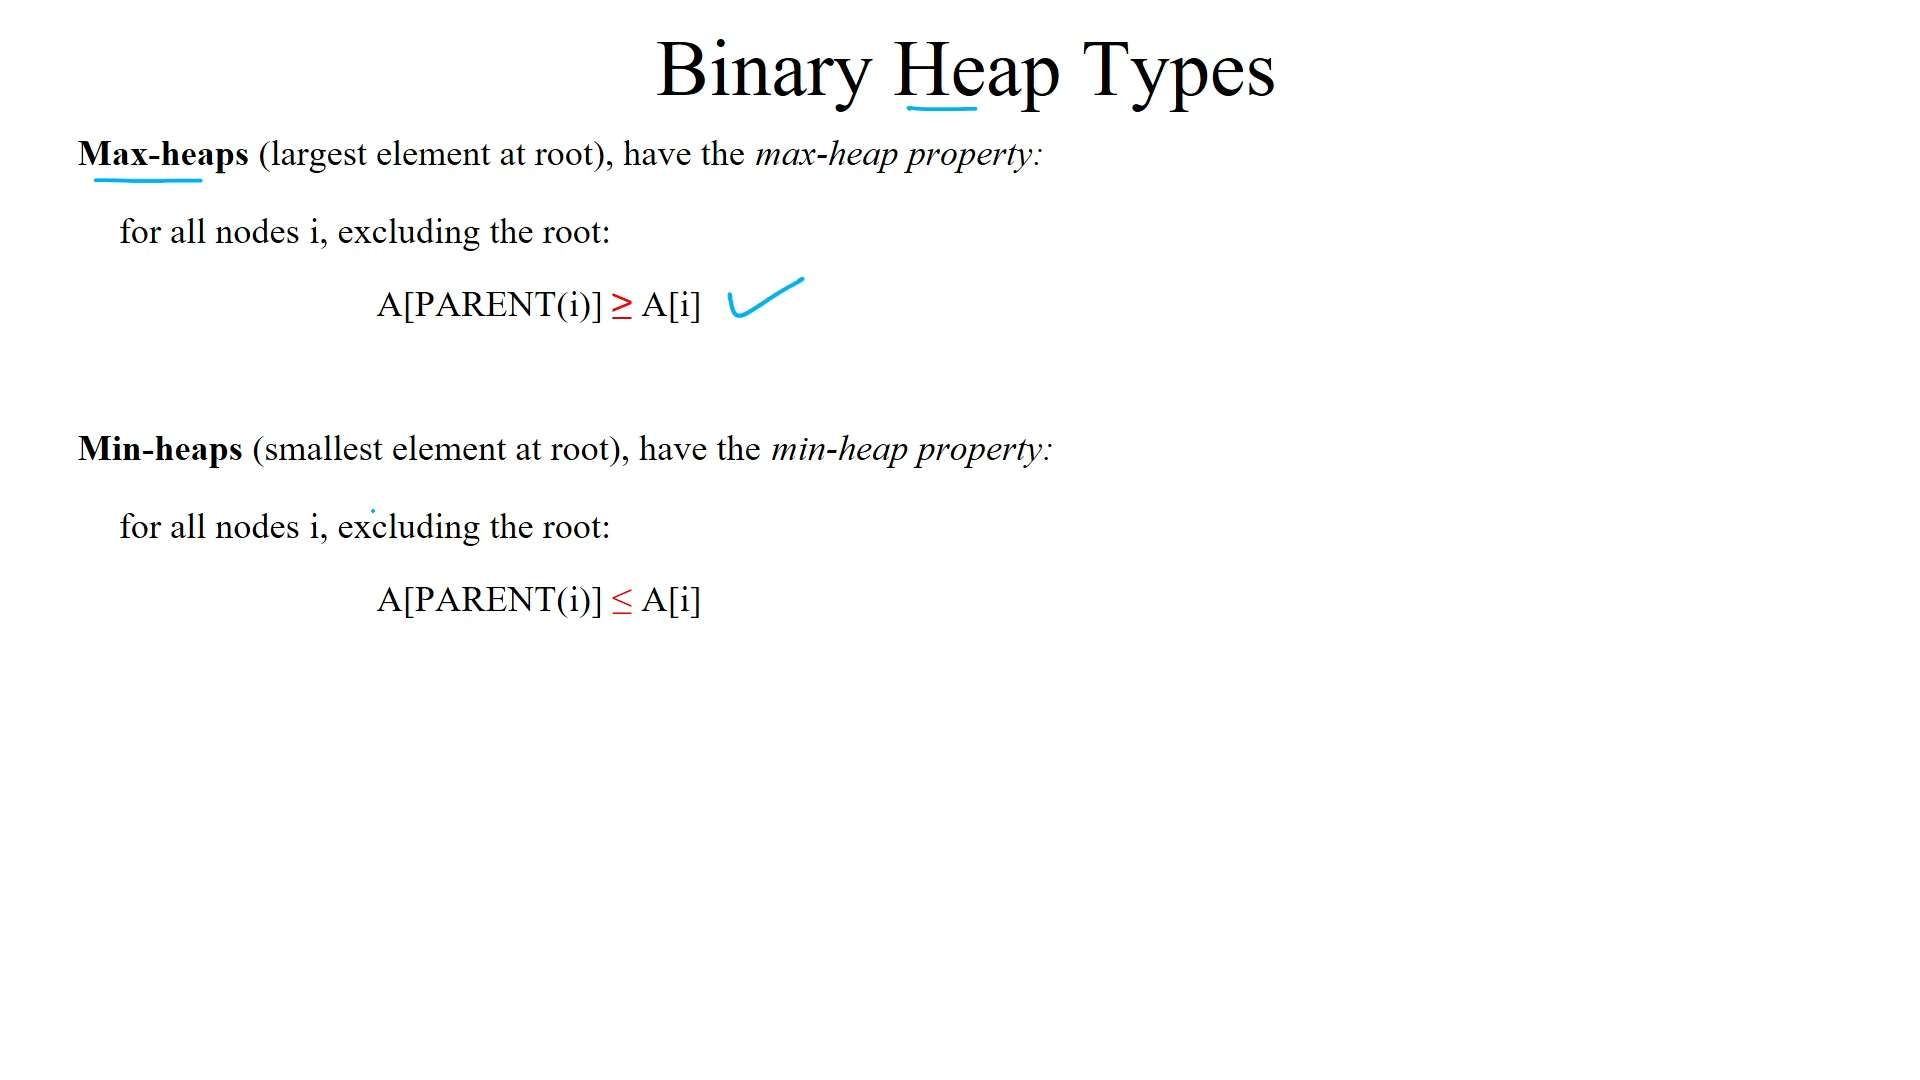 Binary Heap Types
Max-heaps (largest element at root), have the max-heap property:
for all nodes i, excluding the root:
A[PARENT(i)] ≥ A[i]
Min-heaps (smallest element at root), have the min-heap property:
for all nodes i, excluding the root:
A[PARENT(i)] ≤ A[i]